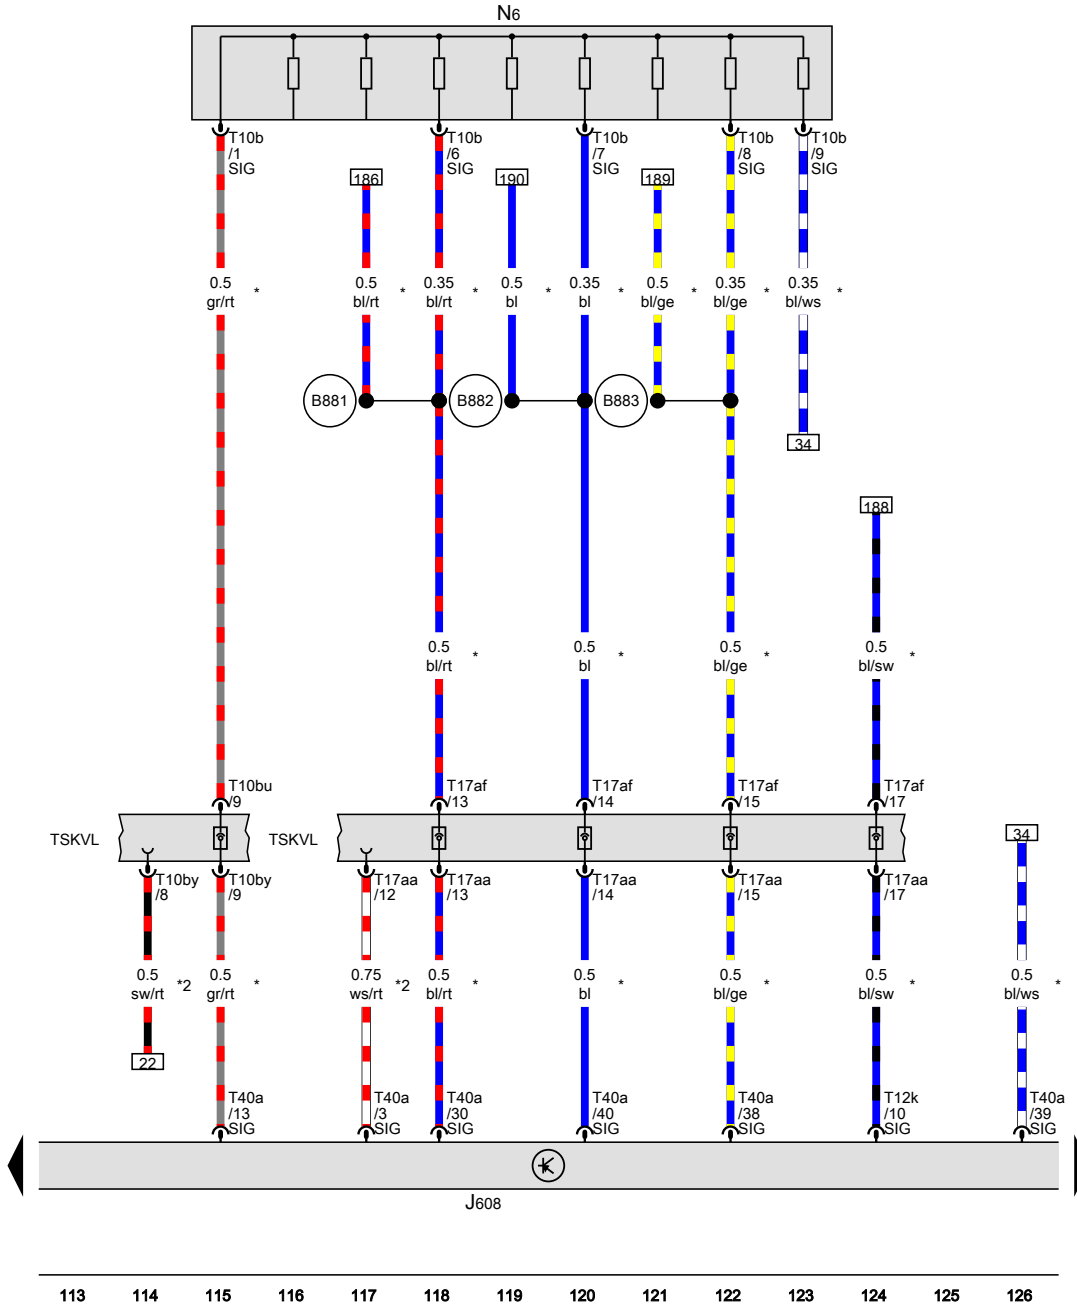 N6
T10b
/1
SIG
T10b
/6
SIG
T10b
/7
SIG
T10b
/8
SIG
T10b
/9
SIG
186
190
189
0.5
gr/rt
*
0.5
bl/rt
*
0.35
bl/rt
*
0.5
bl
*
0.35
bl
*
0.5
bl/ge
*
0.35
bl/ge
*
0.35
bl/ws
*
B881
B882
B883
34
188
0.5
bl/rt
*
0.5
bl
*
0.5
bl/ge
*
0.5
bl/sw
*
T10bu
/9
T17af
/13
T17af
/14
T17af
/15
T17af
/17
TSKVL
TSKVL
34
T10by
/8
T10by
/9
T17aa
/12
T17aa
/13
T17aa
/14
T17aa
/15
T17aa
/17
0.5
sw/rt
*2
0.5
gr/rt
*
0.75
ws/rt
*2
0.5
bl/rt
*
0.5
bl
*
0.5
bl/ge
*
0.5
bl/sw
*
0.5
bl/ws
*
22
T40a
/13
SIG
T40a
/3
SIG
T40a
/30
SIG
T40a
/40
SIG
T40a
/38
SIG
T12k
/10
SIG
T40a
/39
SIG
J608
113 114 115 116 117 118 119 120 121 122 123 124 125 126